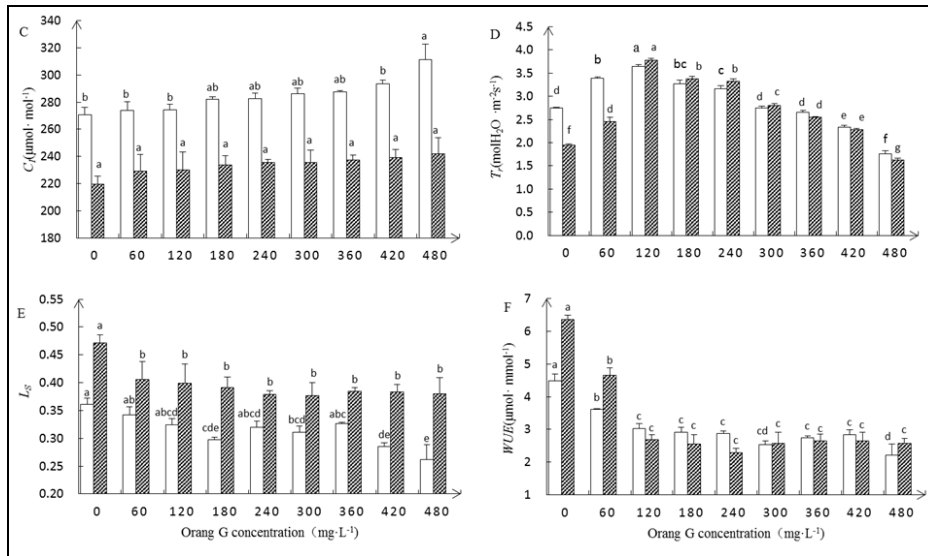 C
340
320
300
280
260
240
220
200
180
Ci(μmol· mol-1)
b
b
b
ab
ab
ab
ab
b
a
a
a
a
a
a
a
a
a
a
0 60 120 180 240 300 360 420 480
D
4.5
4.0
3.5
3.0
2.5
2.0
1.5
1.0
0.5
0.0
Tr(molH2O ·m-2s-1)
d
f
b
d
a
a
bc
b
c
b
d
c
d
d
e
e
f
g
0 60 120 180 240 300 360 420 480
E
0.55
0.50
0.45
0.40
0.35
0.30
0.25
0.20
LS
a
a
ab
b
abcd
b
cde
b
abcd
b
bcd
b
abc
b
de
b
e
b
0 60 120 180 240 300 360 420 480
Orang G concentration（mg·L-1）
F
7
6
5
4
3
2
1
WUE(μmol· mmol-1)
a
a
b
b
c
c
c
c
c
c
cd
c
c
c
c
c
d
c
0 60 120 180 240 300 360 420 480
Orang G concentration（mg·L-1）